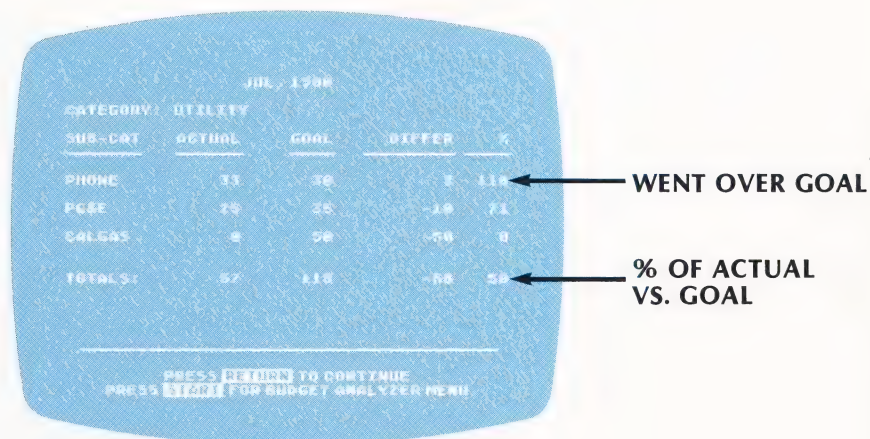 JUL, 1980
CATEGORY: UTILITY
SUB-CAT ACTUAL GOAL DIFFER %
PHONE 33 30 3 110
WENT OVER GOAL
PG&E 25 35 -10 71
CALGAS 0 50 -50 0
TOTALS: 57 115 -58 50
% OF ACTUAL
VS. GOAL
PRESS RETURN TO CONTINUE
PRESS START FOR BUDGET ANALYZER MENU